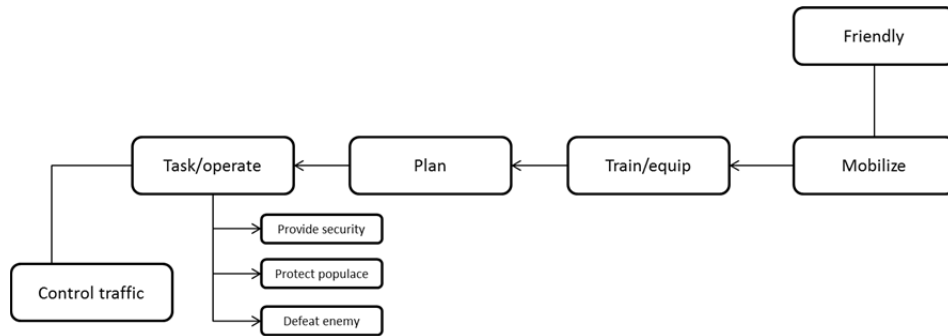 Friendly
Task/operate
Plan
Train/equip
Mobilize
Provide security
Control traffic
Protect populace
Defeat enemy